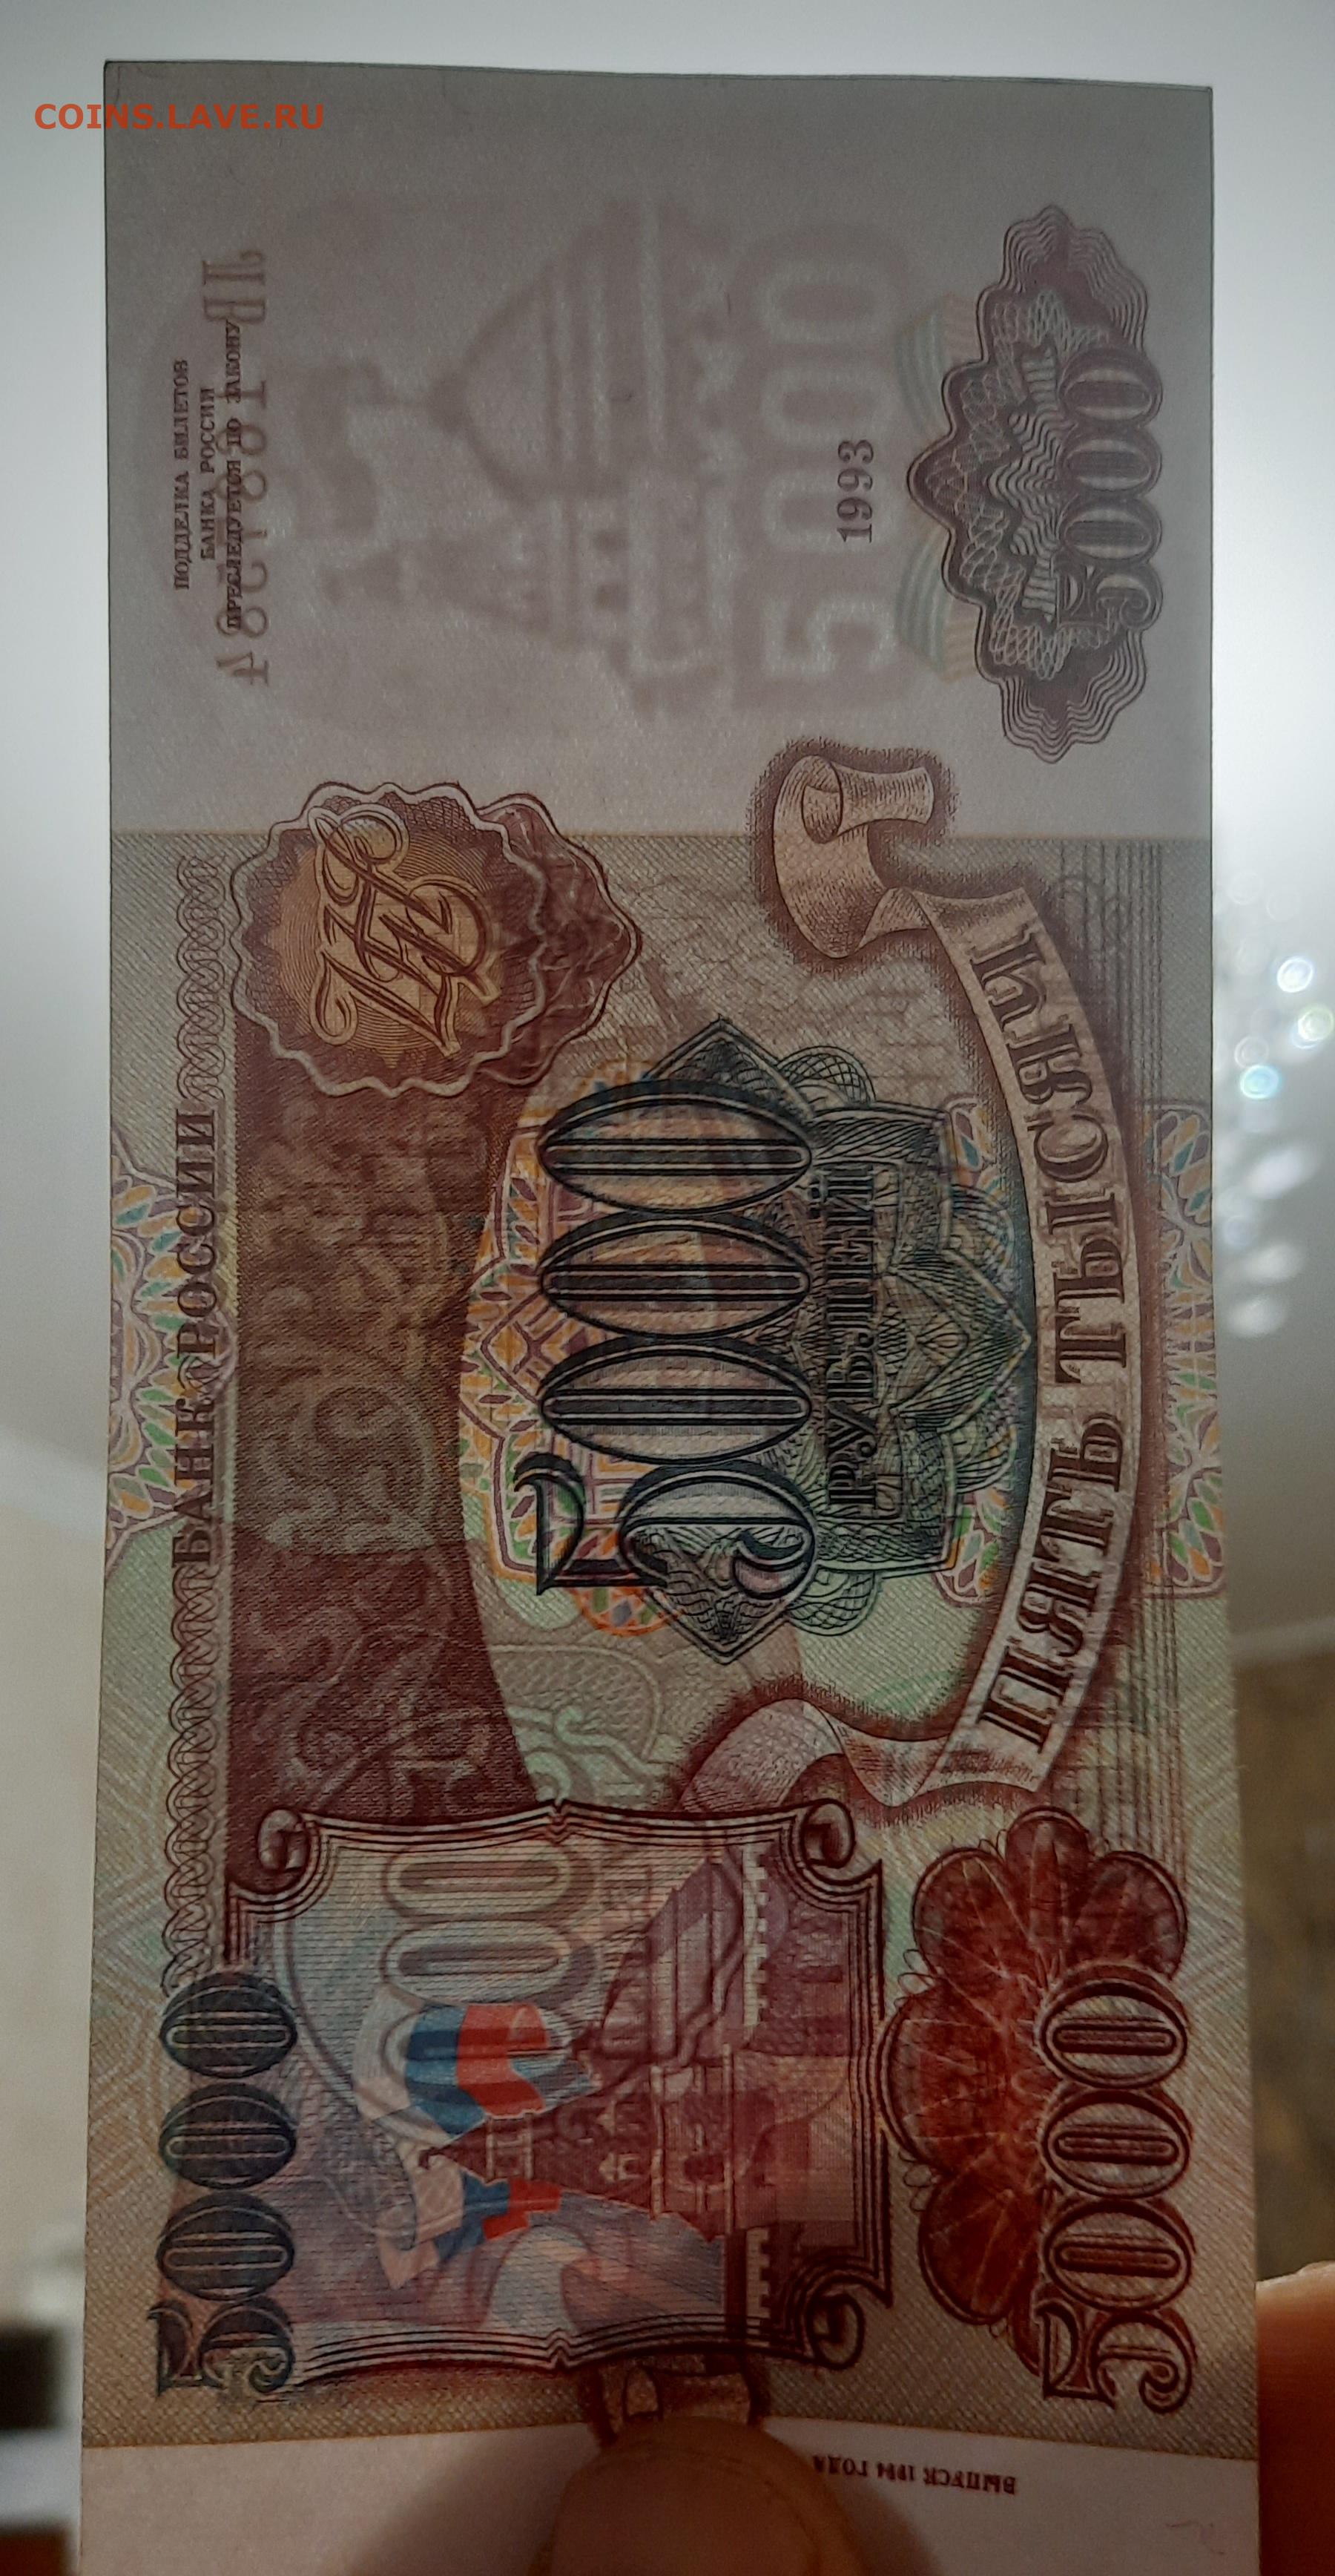 COINS.LAVE.RU
ПОДДЕЛКА БИЛЕТОВ
БАНКА РОССИИ
ПРЕСЛЕДУЕТСЯ ПО ЗАКОНУ
1993
5000
БАНК РОССИИ
5000
РУБЛЕЙ
ПЯТЬ ТЫСЯЧ
5000
5000
5000
ВЫПУСК 1994 ГОДА